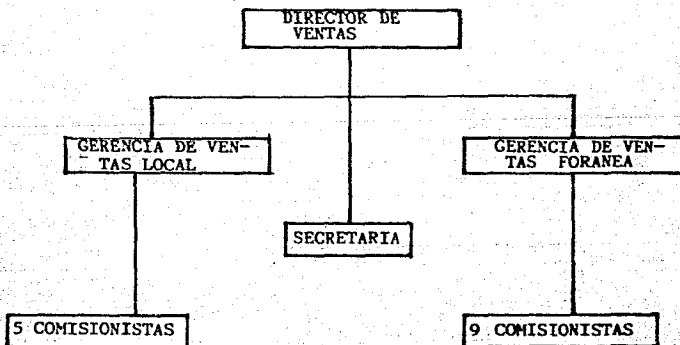 DIRECTOR DE
VENTAS
GERENCIA DE VEN-
TAS LOCAL
GERENCIA DE VEN-
TAS FORANEA
SECRETARIA
5 COMISIONISTAS
9 COMISIONISTAS